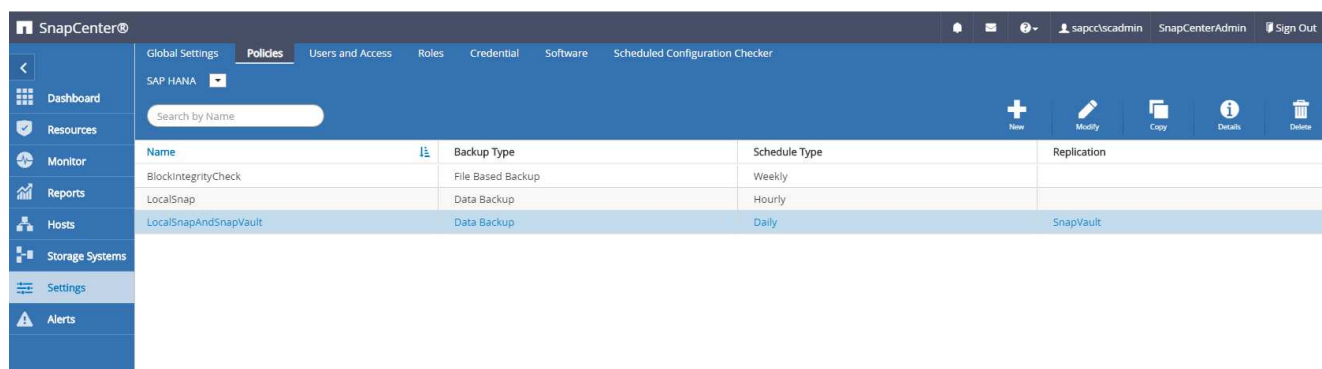 SnapCenter® sapcc\scadmin SnapCenterAdmin Sign Out
Global Settings Policies Users and Access Roles Credential Software Scheduled Configuration Checker
SAP HANA
Search by Name
New Modify Copy Details Delete
Dashboard
Resources
Monitor
Reports
Hosts
Storage Systems
Settings
Alerts
Name Backup Type Schedule Type Replication
BlockIntegrityCheck File Based Backup Weekly
LocalSnap Data Backup Hourly
LocalSnapAndSnapVault Data Backup Daily SnapVault